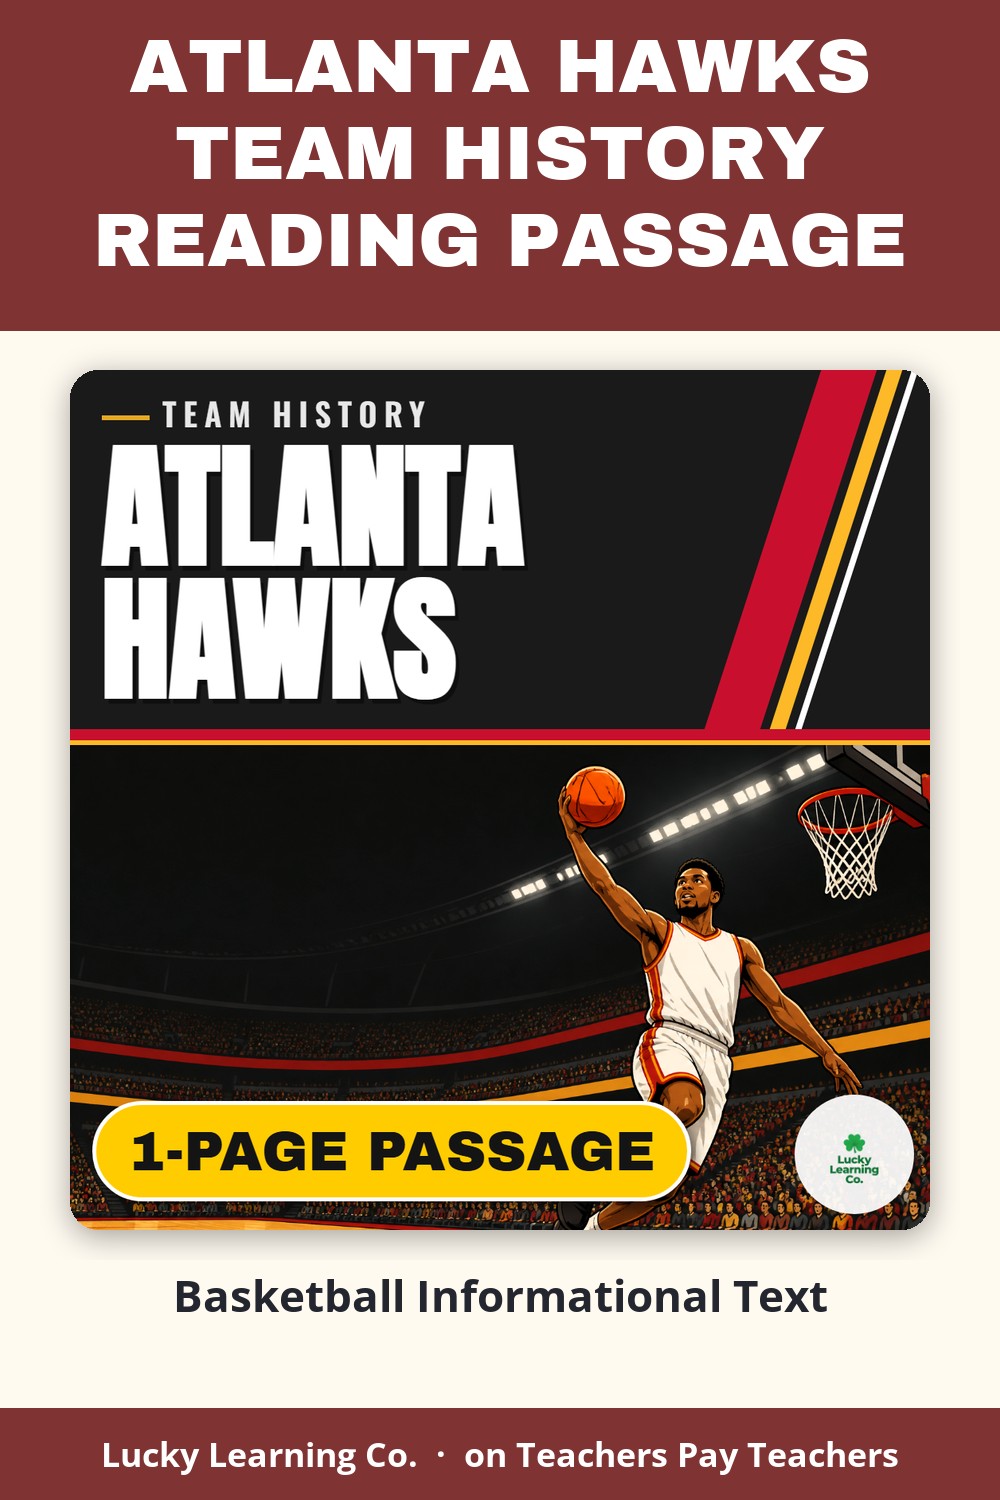 ATLANTA HAWKS
TEAM HISTORY
READING PASSAGE
TEAM HISTORY
ATLANTA
HAWKS
1-PAGE PASSAGE
Lucky
Learning
Co.
Basketball Informational Text
Lucky Learning Co. · on Teachers Pay Teachers